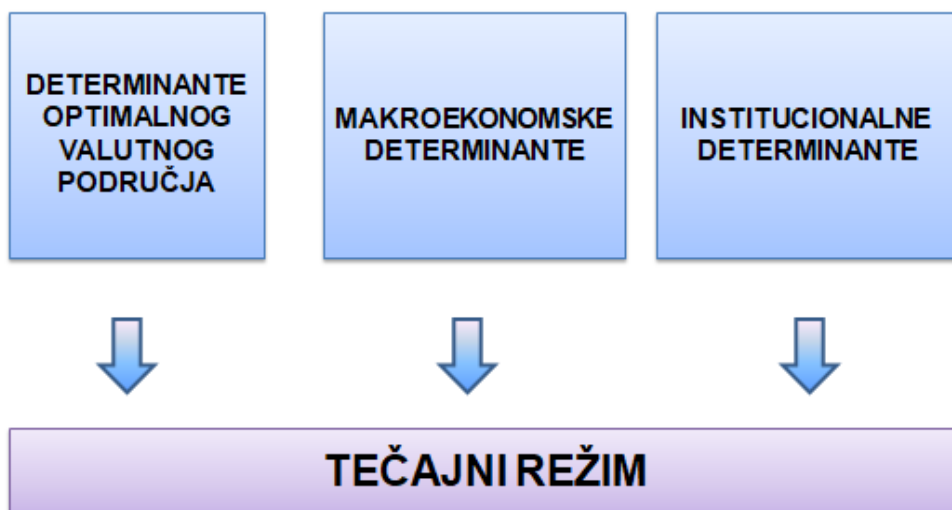 DETERMINANTE
OPTIMALNOG
VALUTNOG
PODRUČJA
MAKROEKONOMSKE
DETERMINANTE
INSTITUCIONALNE
DETERMINANTE
TEČAJNI REŽIM